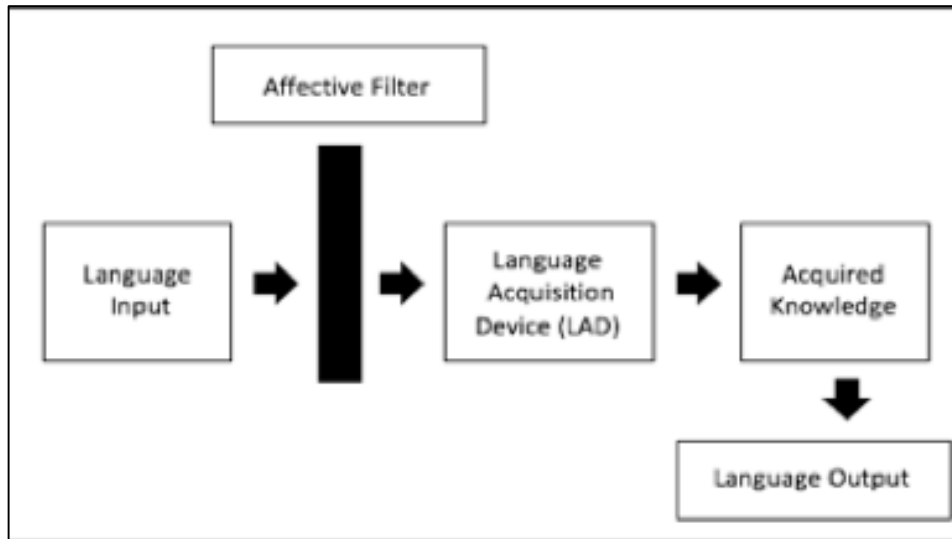 Affective Filter
Language
Input
Language
Acquisition
Device (LAD)
Acquired
Knowledge
Language Output